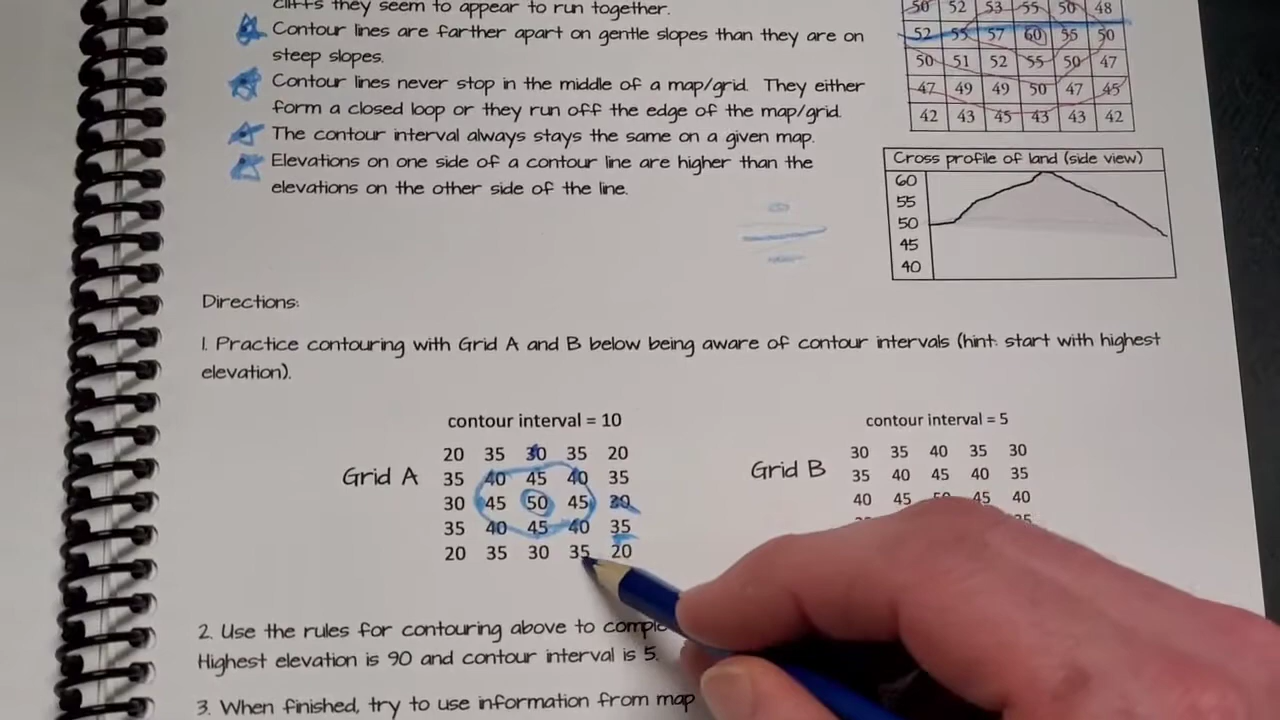 cliffs they seem to appear to run together.
Contour lines are farther apart on gentle slopes than they are on
steep slopes.
Contour lines never stop in the middle of a map/grid. They either
form a closed loop or they run off the edge of the map/grid.
The contour interval always stays the same on a given map.
Elevations on one side of a contour line are higher than the
elevations on the other side of the line.
50 52 53 55 50 48
52 55 57 60 55 50
50 51 52 55 50 47
47 49 49 50 47 45
42 43 45 43 43 42
Cross profile of land (side view)
60
55
50
45
40
Directions:
1. Practice contouring with Grid A and B below being aware of contour intervals (hint: start with highest
elevation).
contour interval = 10
Grid A
20 35 30 35 20
35 40 45 40 35
30 45 50 45 30
35 40 45 40 35
20 35 30 35 20
contour interval = 5
Grid B
30 35 40 35 30
35 40 45 40 35
40 45 45 40
2. Use the rules for contouring above to
Highest elevation is 90 and contour interval is 5.
3. When finished, try to use information from map